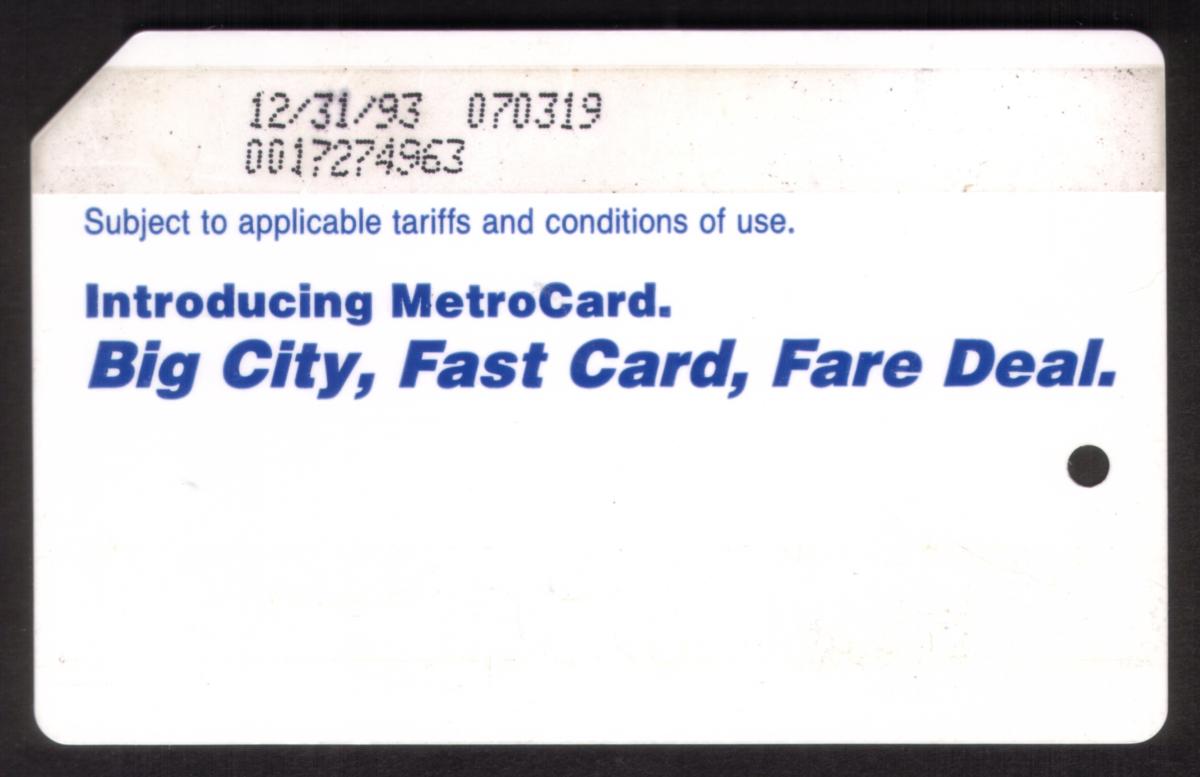 12/31/93 070319
0017274963
Subject to applicable tariffs and conditions of use.
Introducing MetroCard.
Big City, Fast Card, Fare Deal.